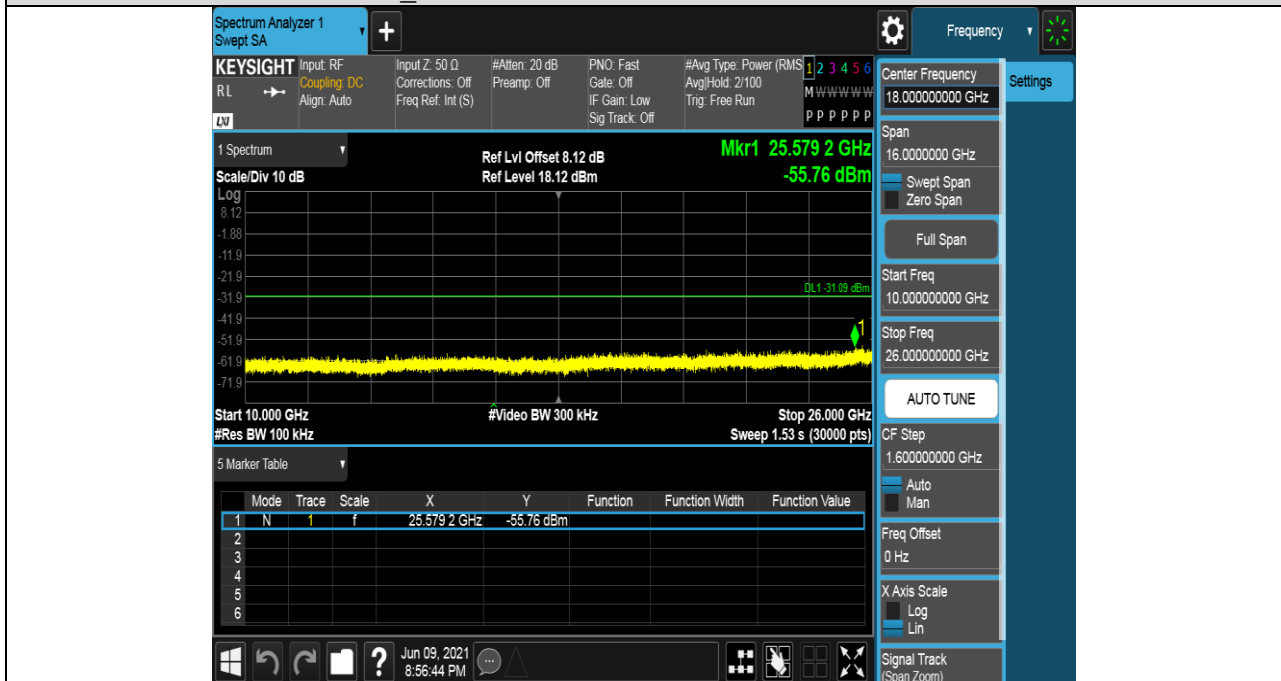 Spectrum Analyzer 1
Swept SA
+
Frequency
KEYSIGHT
RL
LXI
Input: RF
Coupling: DC
Align: Auto
Input Z: 50 Ω
Corrections: Off
Freq Ref: Int (S)
#Atten: 20 dB
Preamp: Off
PNO: Fast
Gate: Off
IF Gain: Low
Sig Track: Off
#Avg Type: Power (RMS
Avg|Hold: 2/100
Trig: Free Run
1 2 3 4 5 6
M W W W W W
P P P P P P
1 Spectrum
Scale/Div 10 dB
Ref Lvl Offset 8.12 dB
Ref Level 18.12 dBm
Mkr1 25.579 2 GHz
-55.76 dBm
Log
8.12
-1.88
-11.9
-21.9
-31.9
-41.9
-51.9
-61.9
-71.9
DL1 -31.09 dBm
1
Start 10.000 GHz
#Res BW 100 kHz
#Video BW 300 kHz
Stop 26.000 GHz
Sweep 1.53 s (30000 pts)
5 Marker Table
Mode Trace Scale X Y Function Function Width Function Value
1 N 1 f 25.579 2 GHz -55.76 dBm
2
3
4
5
6
?
Jun 09, 2021
8:56:44 PM
Center Frequency
18.000000000 GHz
Span
16.0000000 GHz
Swept Span
Zero Span
Full Span
Start Freq
10.000000000 GHz
Stop Freq
26.000000000 GHz
AUTO TUNE
CF Step
1.600000000 GHz
Auto
Man
Freq Offset
0 Hz
X Axis Scale
Log
Lin
Signal Track
(Span Zoom)
Settings